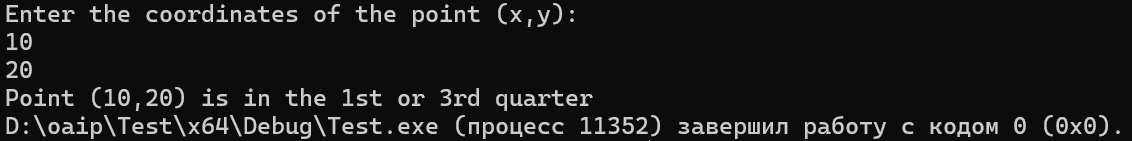 Enter the coordinates of the point (x,y):
10
20
Point (10,20) is in the 1st or 3rd quarter
D:\oaip\Test\x64\Debug\Test.exe (процесс 11352) завершил работу с кодом 0 (0x0).